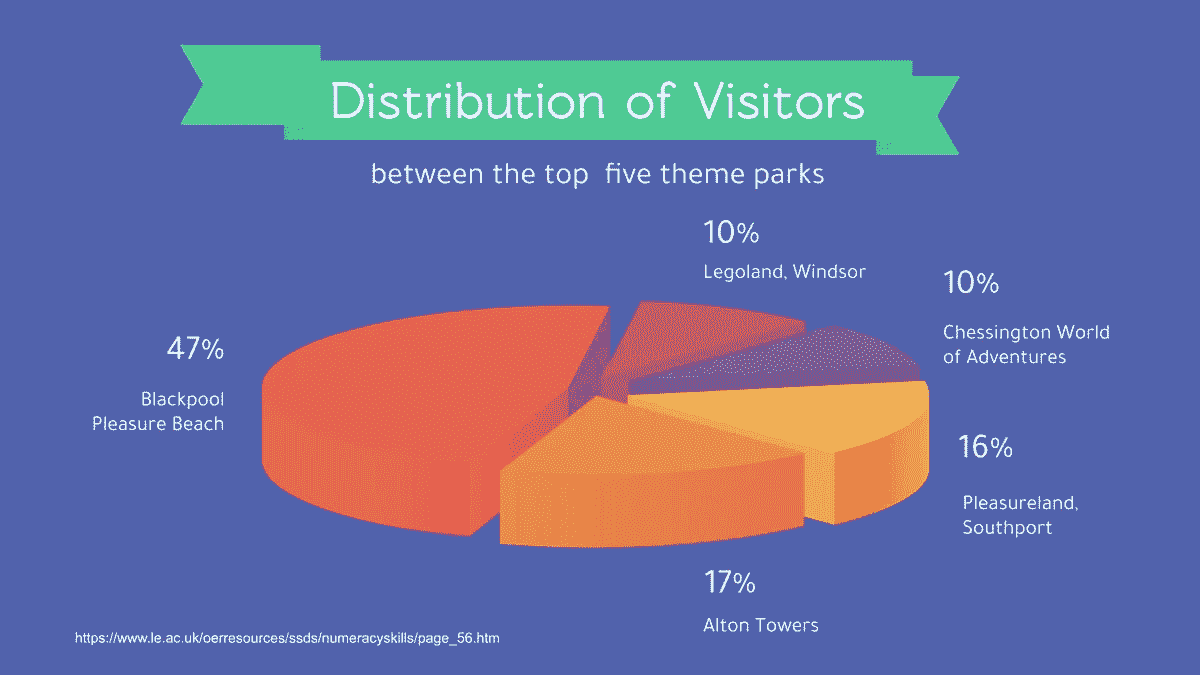 Distribution of Visitors
between the top five theme parks
10%
Legoland, Windsor
10%
Chessington World
of Adventures
47%
Blackpool
Pleasure Beach
16%
Pleasureland,
Southport
17%
Alton Towers
https://www.le.ac.uk/oerresources/ssds/numeracyskills/page_56.htm